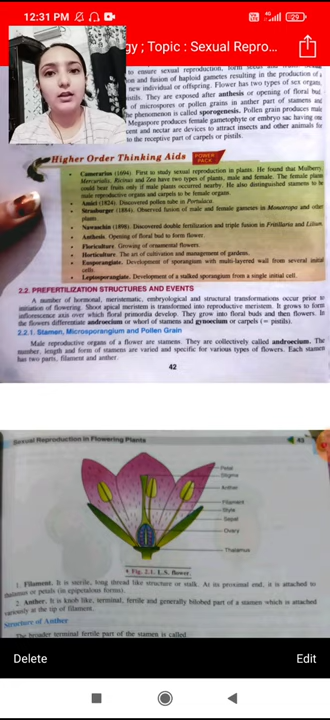 12:31 PM
4G
29
gy ; Topic : Sexual Repro...
to ensure sexual reproduction, form seeds and
ion and fusion of haploid gametes resulting in the production of
new individual or offspring. Flower has two types of sex organs
pistils. They are exposed after anthesis or opening of floral bud.
of microspores or pollen grains in anther part of stamens and
he phenomenon is called sporogenesis. Pollen grain produces male
Megaspore produces female gametophyte or embryo sac having one
cent and nectar are devices to attract insects and other animals for
to the receptive part of carpels or pistils.
Higher Order Thinking Aids
POWER PACK
• Camerarius (1694). First to study sexual reproduction in plants. He found that Mulberry,
Mercurialis, Ricinus and Zea have two types of plants, male and female. The female plants
could bear fruits only if male plants occurred nearby. He also distinguished stamens to be
male reproductive organs and carpels to be female organs.
• Amici (1824). Discovered pollen tube in Portulaca.
• Strasburger (1884). Observed fusion of male and female gametes in Monotropa and other
plants.
• Nawaschin (1898). Discovered double fertilization and triple fusion in Fritillaria and Lilium.
• Anthesis. Opening of floral bud to form flower.
• Floriculture. Growing of ornamental flowers.
• Horticulture. The art of cultivation and management of gardens.
• Eusporangiate. Development of sporangium with multi-layered wall from several initial
cells.
• Leptosporangiate. Development of a stalked sporangium from a single initial cell.
2.2. PREFERTILIZATION STRUCTURES AND EVENTS
A number of hormonal, meristematic, embryological and structural transformations occur prior to
initiation of flowering. Shoot apical meristem is transformed into reproductive meristem. It grows to form
inflorescence axis over which floral primordia develop. They grow into floral buds and then flowers. In
the flowers differentiate androecium or whorl of stamens and gynoecium or carpels (= pistils).
2.2.1. Stamen, Microsporangium and Pollen Grain
Male reproductive organs of a flower are stamens. They are collectively called androecium. The
number, length and form of stamens are varied and specific for various types of flowers. Each stamen
has two parts, filament and anther.
42
Sexual Reproduction in Flowering Plants
43
Petal
Stigma
Anther
Filament
Style
Sepal
Ovary
Thalamus
Fig. 2.1. L.S. flower.
1. Filament. It is sterile, long thread like structure or stalk. At its proximal end, it is attached to
thalamus or petals (in epipetalous forms).
2. Anther. It is knob like, terminal, fertile and generally bilobed part of a stamen which is attached
variously at the tip of filament.
Structure of Anther
The broader terminal fertile part of the stamen is called
Delete
Edit